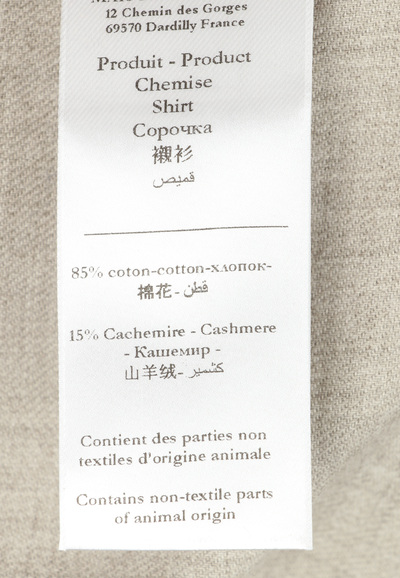 12 Chemin des Gorges
69570 Dardilly France
Produit - Product
Chemise
Shirt
Сорочка
襯衫
قميص
85% coton-cotton-хлопок-
棉花-قطن
15% Cachemire - Cashmere
- Кашемир -
山羊绒-كشمير
Contient des parties non
textiles d'origine animale
Contains non-textile parts
of animal origin